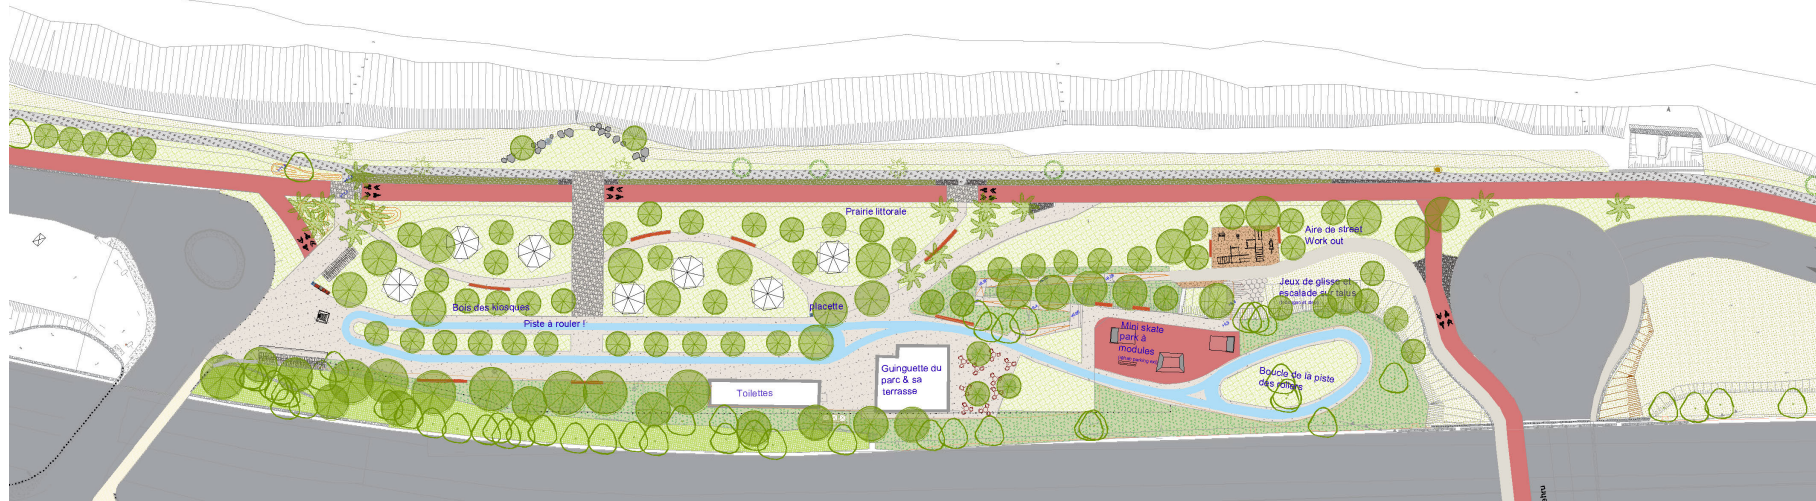 Prairie littorale
Aire de street
Work out
Jeux de glisse et
escalade sur talus
Bois des kiosques
placette
Piste à rouler !
Mini skate
park à
modules
Guinguette du
parc & sa
terrasse
Boucle de la piste
des rollers
Toilettes